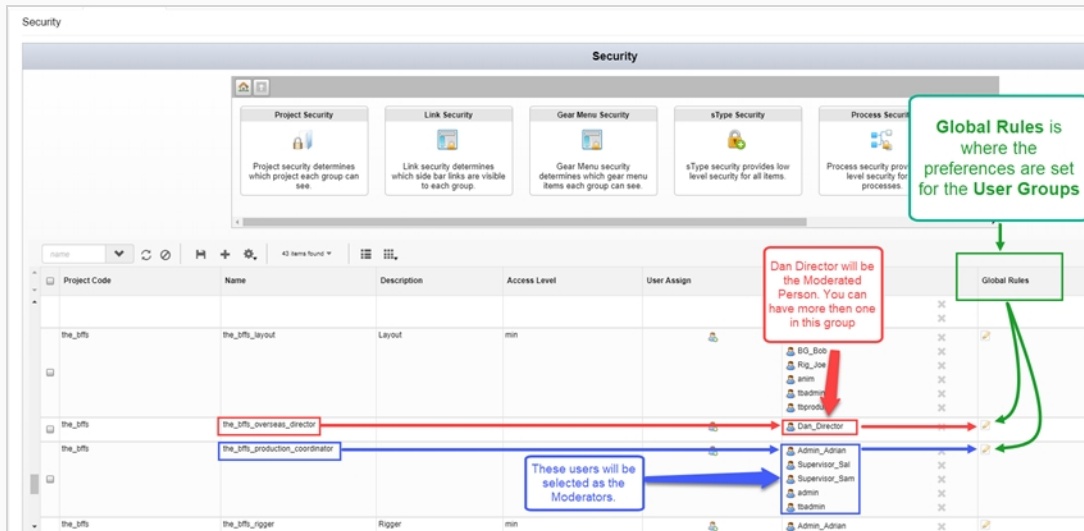 Security
Security
Project Security
Link Security
Gear Menu Security
sType Security
Process Securit
Project security determines
which project each group can
see.
Link security determines
which side bar links are visible
to each group.
Gear Menu security
determines which gear menu
items each group can see.
sType security provides low
level security for all items.
Process security prov
level security for
processes.
Global Rules is
where the
preferences are set
for the User Groups
name
43 items found
Project Code
Name
Description
Access Level
User Assign
Global Rules
Dan Director will be
the Moderated
Person. You can
have more then one
in this group
the_bffs
the_bffs_layout
Layout
min
BG_Bob
Rig_Joe
anim
tbadmin
tbprodu
the_bffs
the_bffs_overseas_director
Dan_Director
the_bffs
the_bffs_production_coordinator
Admin_Adrian
Supervisor_Sal
Supervisor_Sam
admin
tbadmin
These users will be
selected as the
Moderators.
the_bffs
the_bffs_rigger
Rigger
min
Admin_Adrian